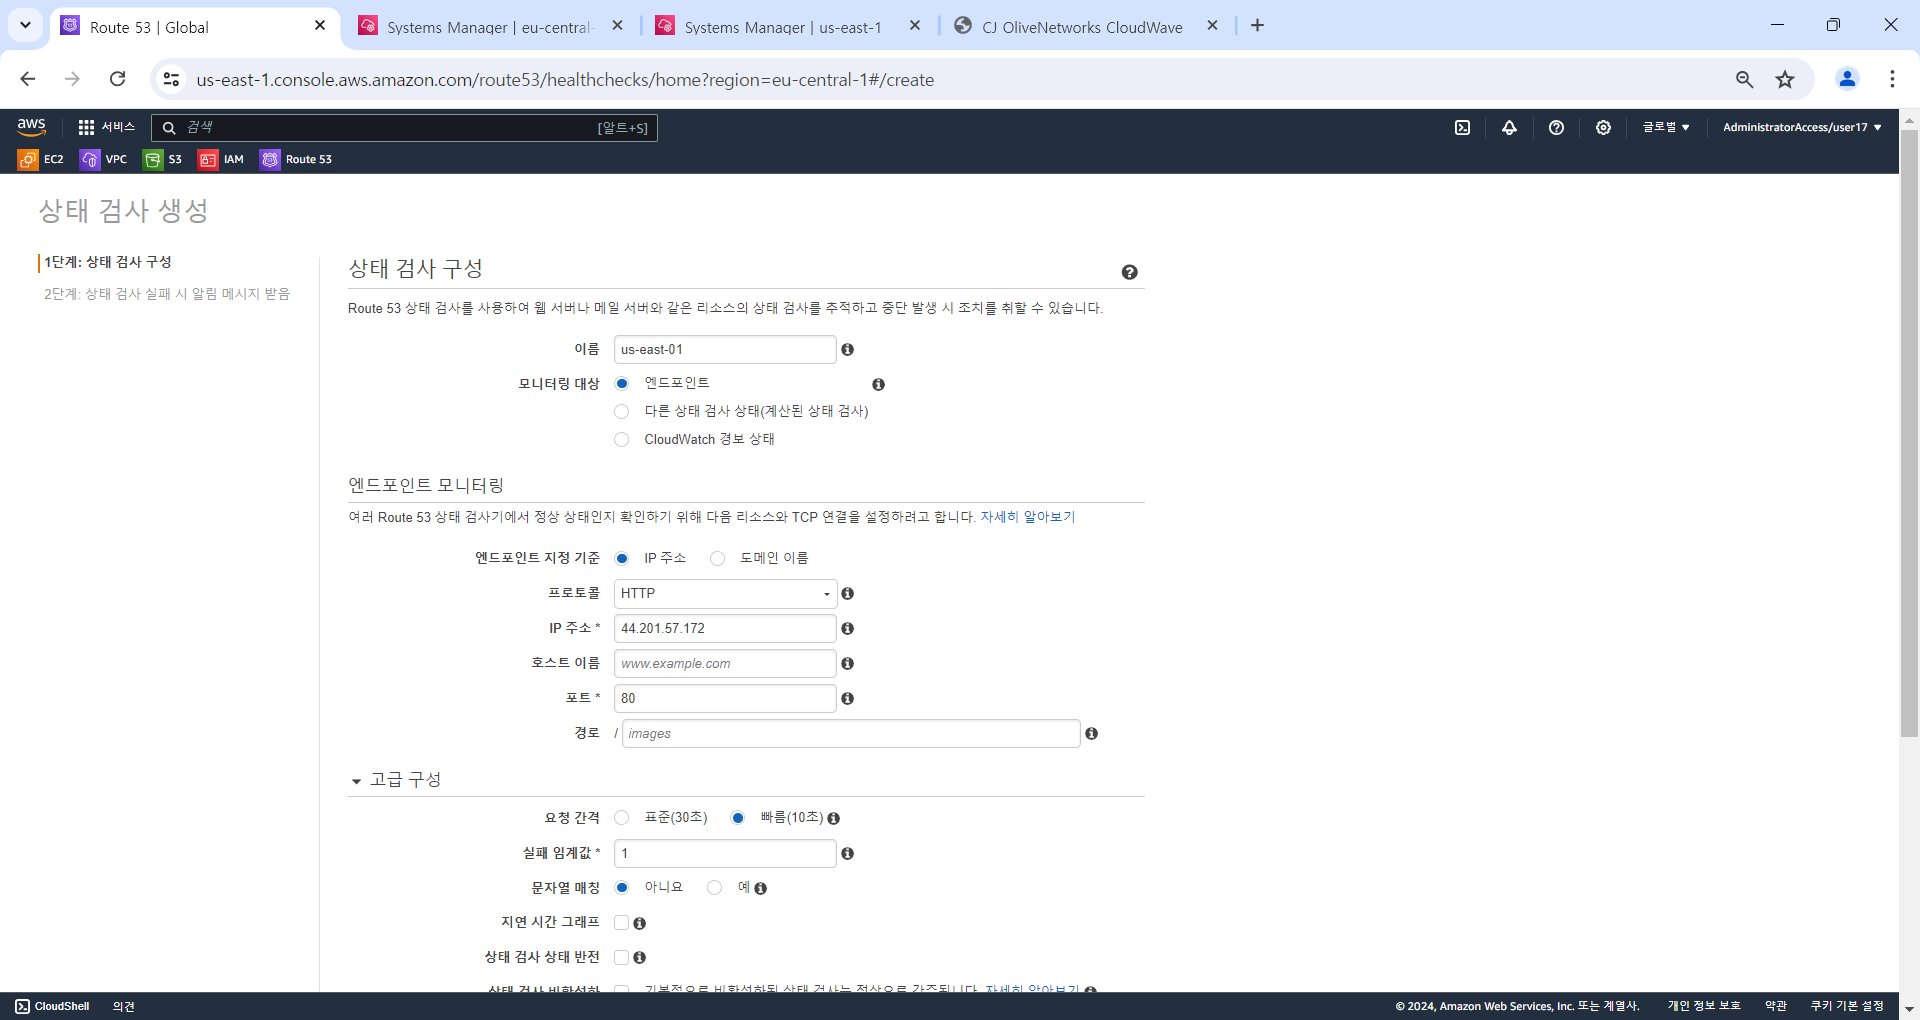 Route 53 | Global
Systems Manager | eu-central-
Systems Manager | us-east-1
CJ OliveNetworks CloudWave
us-east-1.console.aws.amazon.com/route53/healthchecks/home?region=eu-central-1#/create
aws
서비스
검색
[알트+S]
글로벌
AdministratorAccess/user17
EC2
VPC
S3
IAM
Route 53
상태 검사 생성
1단계: 상태 검사 구성
2단계: 상태 검사 실패 시 알림 메시지 받음
상태 검사 구성
Route 53 상태 검사를 사용하여 웹 서버나 메일 서버와 같은 리소스의 상태 검사를 추적하고 중단 발생 시 조치를 취할 수 있습니다.
이름 us-east-01
모니터링 대상 엔드포인트
다른 상태 검사 상태(계산된 상태 검사)
CloudWatch 경보 상태
엔드포인트 모니터링
여러 Route 53 상태 검사기에서 정상 상태인지 확인하기 위해 다음 리소스와 TCP 연결을 설정하려고 합니다. 자세히 알아보기
엔드포인트 지정 기준 IP 주소 도메인 이름
프로토콜 HTTP
IP 주소 * 44.201.57.172
호스트 이름 www.example.com
포트 * 80
경로 / images
고급 구성
요청 간격 표준(30초) 빠름(10초)
실패 임계값 * 1
문자열 매칭 아니요 예
지연 시간 그래프
상태 검사 상태 반전
상태 검사 비활성화 기본적으로 비활성화된 상태 검사는 정상으로 간주됩니다. 자세히 알아보기
CloudShell
의견
© 2024, Amazon Web Services, Inc. 또는 계열사.
개인 정보 보호
약관
쿠키 기본 설정